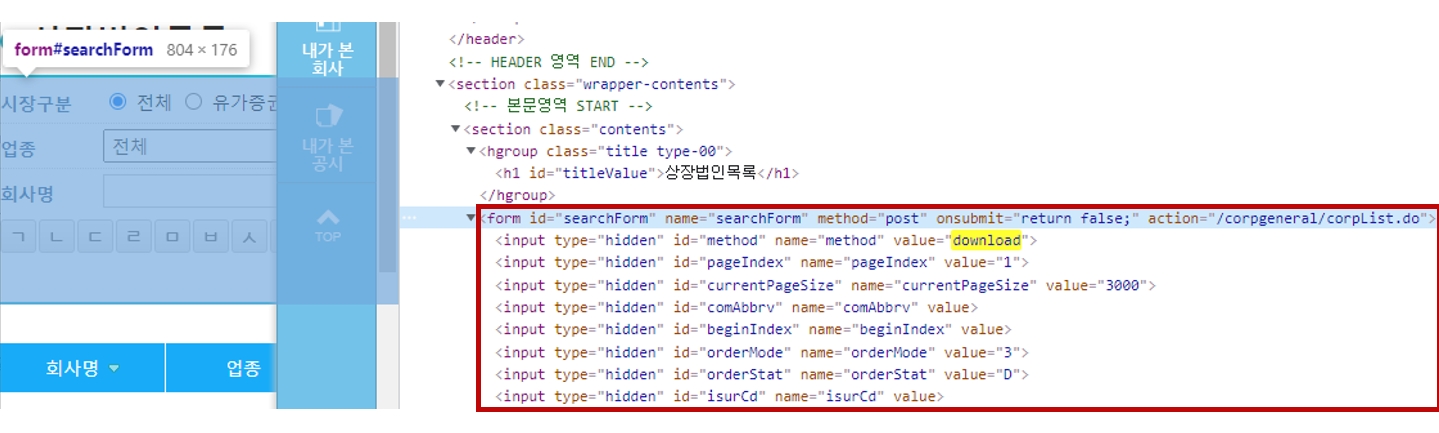 form#searchForm 804 × 176
내가 본
회사
시장구분 전체 유가증권
내가 본
공시
업종 전체
회사명
ㄱ ㄴ ㄷ ㄹ ㅁ ㅂ ㅅ
TOP
회사명 업종
</header>
<!-- HEADER 영역 END -->
▼<section class="wrapper-contents">
<!-- 본문영역 START -->
▼<section class="contents">
▼<hgroup class="title type-00">
<h1 id="titleValue">상장법인목록</h1>
</hgroup>
… ▼<form id="searchForm" name="searchForm" method="post" onsubmit="return false;" action="/corpgeneral/corpList.do">
<input type="hidden" id="method" name="method" value="download">
<input type="hidden" id="pageIndex" name="pageIndex" value="1">
<input type="hidden" id="currentPageSize" name="currentPageSize" value="3000">
<input type="hidden" id="comAbbrv" name="comAbbrv" value>
<input type="hidden" id="beginIndex" name="beginIndex" value>
<input type="hidden" id="orderMode" name="orderMode" value="3">
<input type="hidden" id="orderStat" name="orderStat" value="D">
<input type="hidden" id="isurCd" name="isurCd" value>